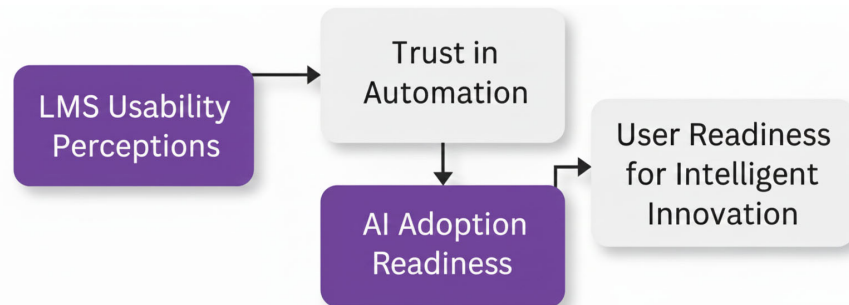 LMS Usability
Perceptions
Trust in
Automation
AI Adoption
Readiness
User Readiness
for Intelligent
Innovation